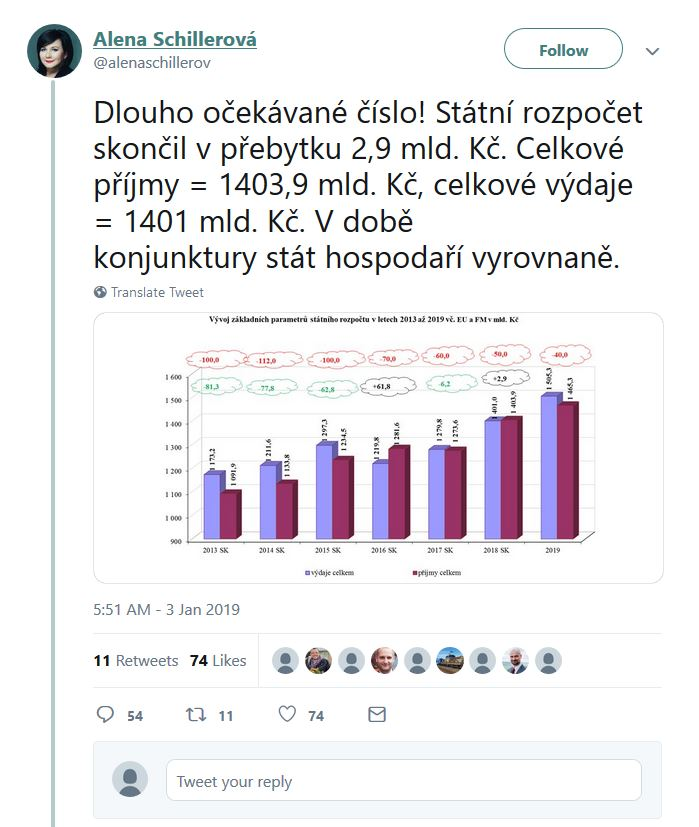 Alena Schillerová
@alenaschillerov
Follow
Dlouho očekávané číslo! Státní rozpočet
skončil v přebytku 2,9 mld. Kč. Celkové
příjmy = 1403,9 mld. Kč, celkové výdaje
= 1401 mld. Kč. V době
konjunktury stát hospodaří vyrovnaně.
Translate Tweet
Vývoj základních parametrů státního rozpočtu v letech 2013 až 2019 vč. EU a FM v mld. Kč
-100,0 -112,0 -100,0 -70,0 -60,0 -50,0 -40,0
-81,3 -77,8 -62,8 +61,8 -6,2 +2,9
1 600
1 500
1 400
1 300
1 200
1 100
1 000
900
1 173,2 1 091,9 1 211,6 1 133,8 1 297,3 1 234,5 1 219,8 1 281,6 1 279,8 1 273,6 1 401,0 1 403,9 1 505,3 1 465,3
2013 SK 2014 SK 2015 SK 2016 SK 2017 SK 2018 SK 2019
výdaje celkem příjmy celkem
5:51 AM - 3 Jan 2019
11 Retweets 74 Likes
54 11 74
Tweet your reply